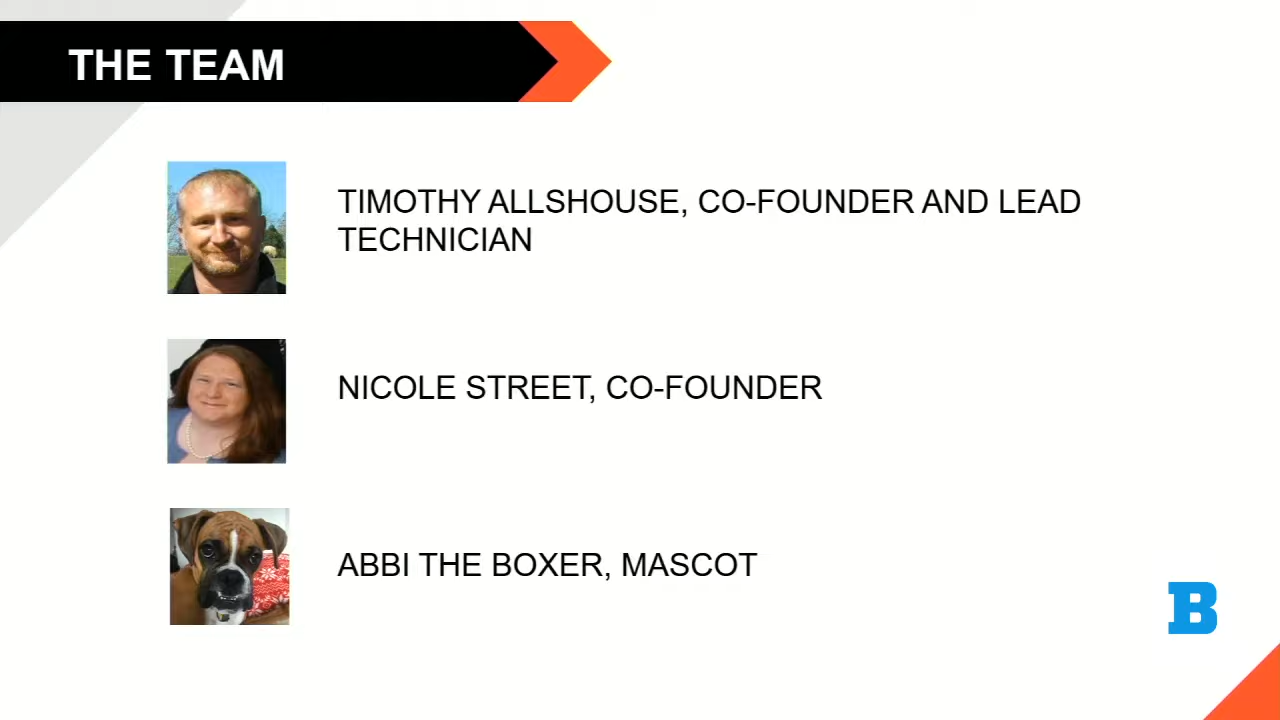 THE TEAM
TIMOTHY ALLSHOUSE, CO-FOUNDER AND LEAD
TECHNICIAN
NICOLE STREET, CO-FOUNDER
ABBI THE BOXER, MASCOT
B